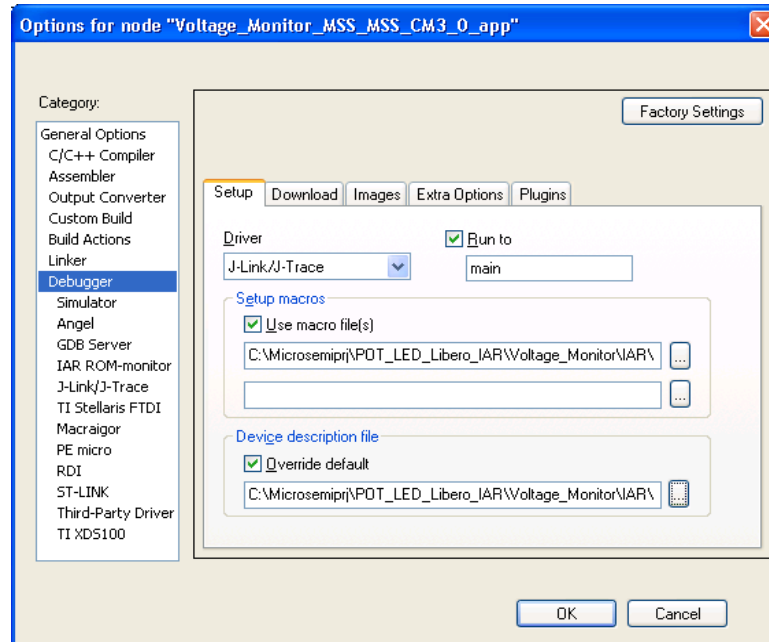 Options for node "Voltage_Monitor_MSS_MSS_CM3_0_app"
Category:
Factory Settings
General Options
C/C++ Compiler
Assembler
Output Converter
Custom Build
Build Actions
Linker
Debugger
Simulator
Angel
GDB Server
IAR ROM-monitor
J-Link/J-Trace
TI Stellaris FTDI
Macraigor
PE micro
RDI
ST-LINK
Third-Party Driver
TI XDS100
Setup Download Images Extra Options Plugins
Driver
Run to
J-Link/J-Trace
main
Setup macros
Use macro file(s)
C:\Microsemiprj\POT_LED_Libero_IAR\Voltage_Monitor\IAR\ ...
...
Device description file
Override default
C:\Microsemiprj\POT_LED_Libero_IAR\Voltage_Monitor\IAR\ ...
OK Cancel